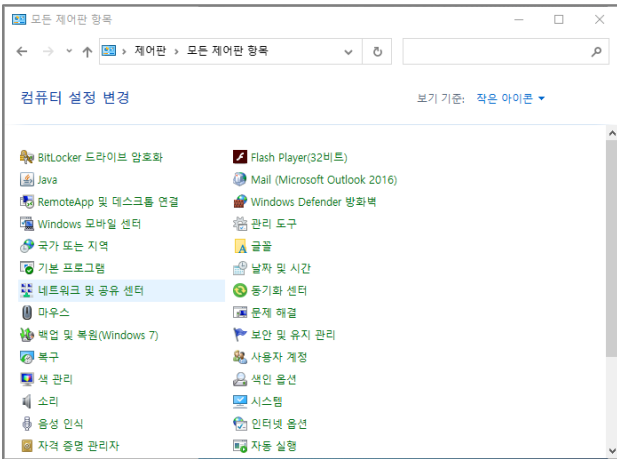 모든 제어판 항목
제어판 › 모든 제어판 항목
컴퓨터 설정 변경
보기 기준: 작은 아이콘
BitLocker 드라이브 암호화
Flash Player(32비트)
Java
Mail (Microsoft Outlook 2016)
RemoteApp 및 데스크톱 연결
Windows Defender 방화벽
Windows 모바일 센터
관리 도구
국가 또는 지역
글꼴
기본 프로그램
날짜 및 시간
네트워크 및 공유 센터
동기화 센터
마우스
문제 해결
백업 및 복원(Windows 7)
보안 및 유지 관리
복구
사용자 계정
색 관리
색인 옵션
소리
시스템
음성 인식
인터넷 옵션
자격 증명 관리자
자동 실행